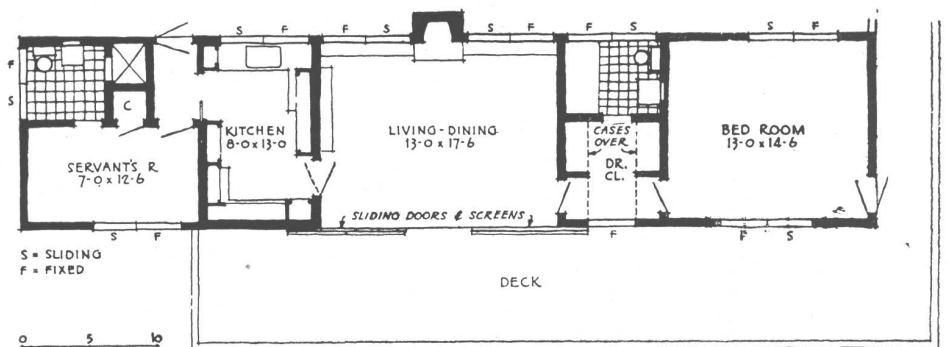 S F
F S
S F
F S
S F
F
S
C
KITCHEN
8-0 x 13-0
LIVING-DINING
13-0 x 17-6
CASES
OVER
DR.
CL.
BED ROOM
13-0 x 14-6
SERVANT'S R
7-0 x 12-6
SLIDING DOORS & SCREENS
S F
F
F S
S = SLIDING
F = FIXED
DECK
0 5 10